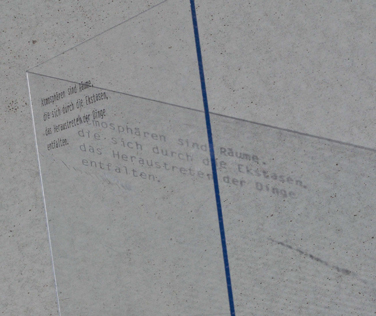 Atmosphären sind Räume,
die sich durch die Ekstasen,
das Heraustreten der Dinge
entfalten.
Atmosphären sind Räume,
die sich durch die Ekstasen,
das Heraustreten der Dinge
entfalten.